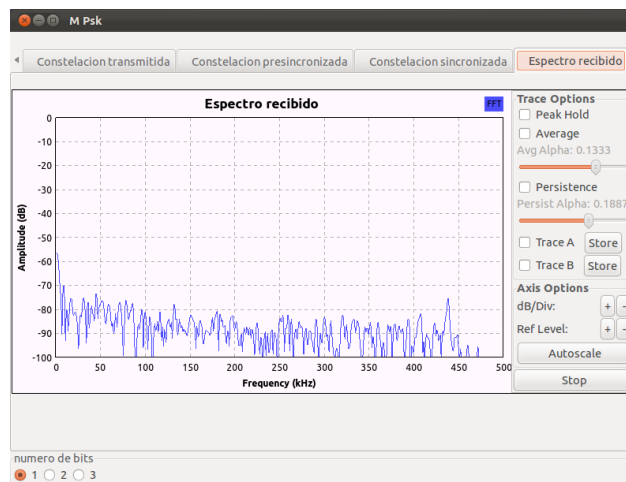 M Psk
Constelacion transmitida
Constelacion presincronizada
Constelacion sincronizada
Espectro recibido
Espectro recibido
FFT
Amplitude (dB)
0
-10
-20
-30
-40
-50
-60
-70
-80
-90
-100
0 50 100 150 200 250 300 350 400 450 500
Frequency (kHz)
Trace Options
Peak Hold
Average
Avg Alpha: 0.1333
Persistence
Persist Alpha: 0.1887
Trace A Store
Trace B Store
Axis Options
dB/Div: + -
Ref Level: + -
Autoscale
Stop
numero de bits
1 2 3